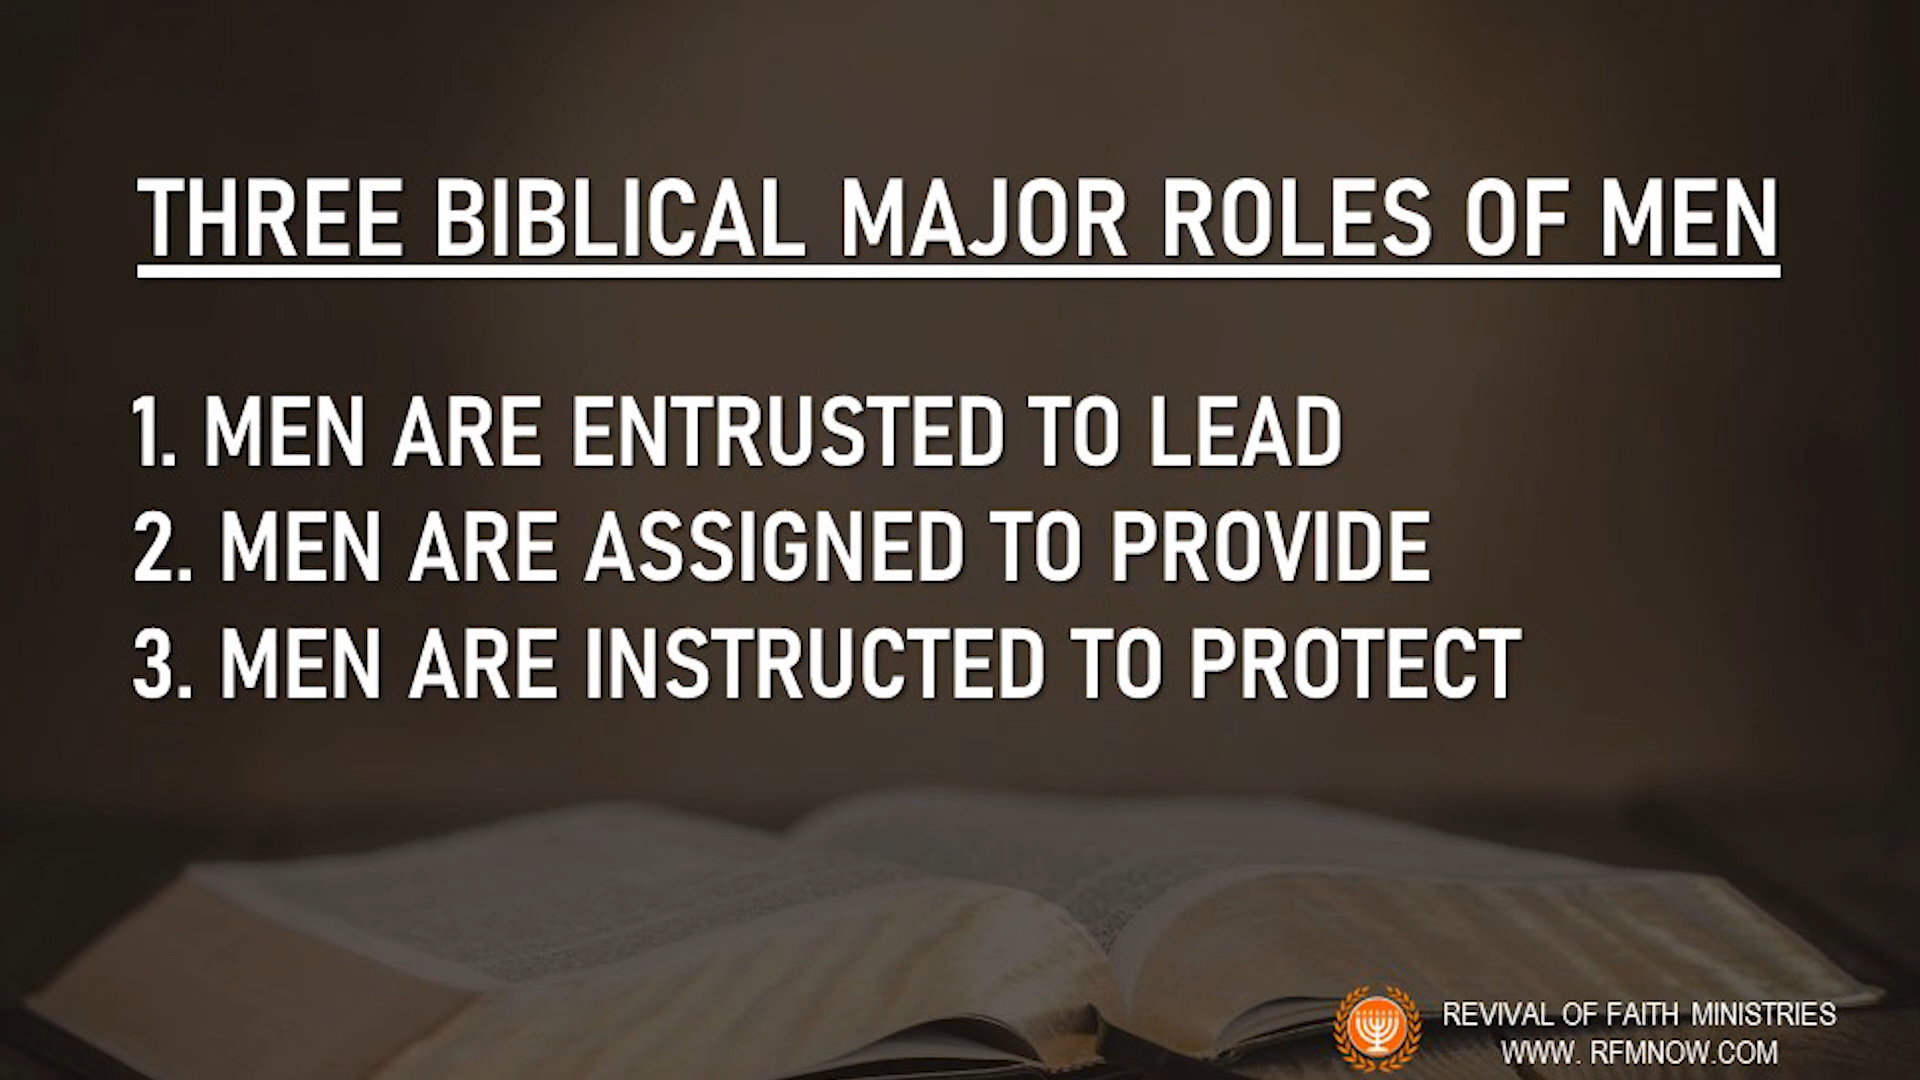 THREE BIBLICAL MAJOR ROLES OF MEN
1. MEN ARE ENTRUSTED TO LEAD
2. MEN ARE ASSIGNED TO PROVIDE
3. MEN ARE INSTRUCTED TO PROTECT
REVIVAL OF FAITH MINISTRIES
WWW. RFMNOW.COM